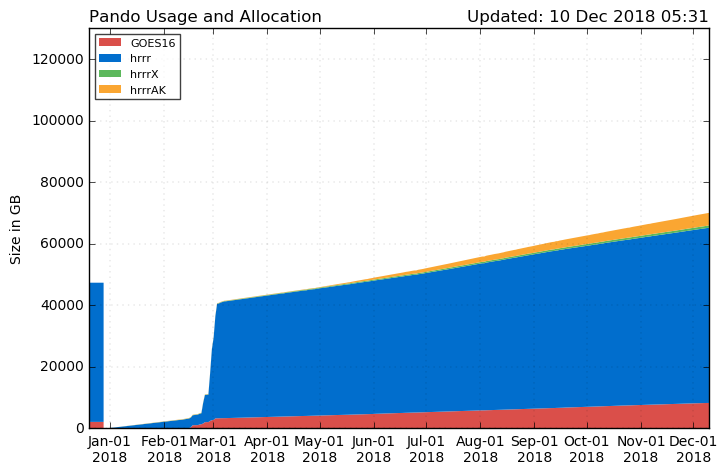 Pando Usage and Allocation Updated: 10 Dec 2018 05:31
GOES16
hrrr
hrrrX
hrrrAK
120000
100000
80000
60000
40000
20000
0
Size in GB
Jan-01 Feb-01 Mar-01 Apr-01 May-01 Jun-01 Jul-01 Aug-01 Sep-01 Oct-01 Nov-01 Dec-01
2018 2018 2018 2018 2018 2018 2018 2018 2018 2018 2018 2018